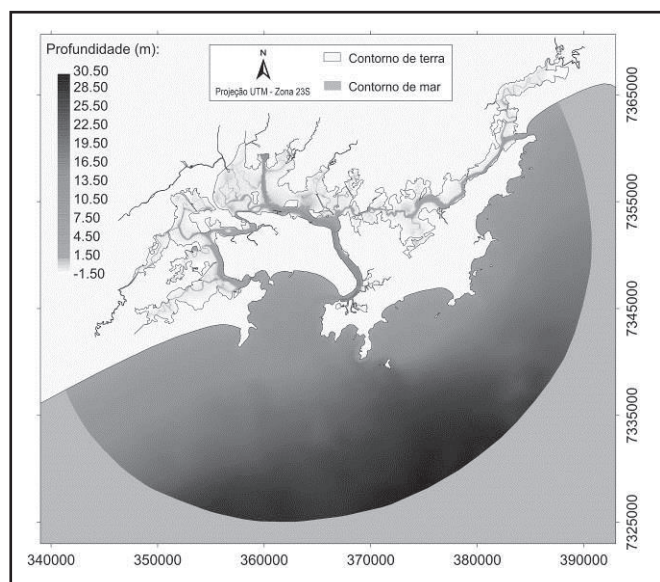 Profundidade (m):
30.50
28.50
25.50
22.50
19.50
16.50
13.50
10.50
7.50
4.50
1.50
-1.50
N
Projeção UTM - Zona 23S
Contorno de terra
Contorno de mar
7365000
7355000
7345000
7335000
7325000
340000 350000 360000 370000 380000 390000